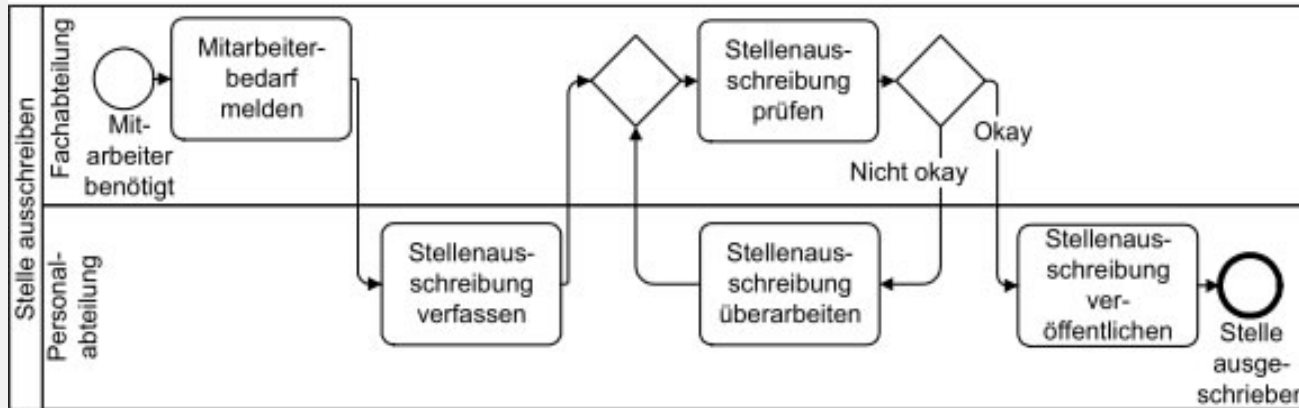 Stelle ausschreiben
Fachabteilung
Mit-
arbeiter
benötigt
Mitarbeiter-
bedarf
melden
Stellenaus-
schreibung
prüfen
Okay
Nicht okay
Personal-
abteilung
Stellenaus-
schreibung
verfassen
Stellenaus-
schreibung
überarbeiten
Stellenaus-
schreibung
ver-
öffentlichen
Stelle
ausge-
schrieben